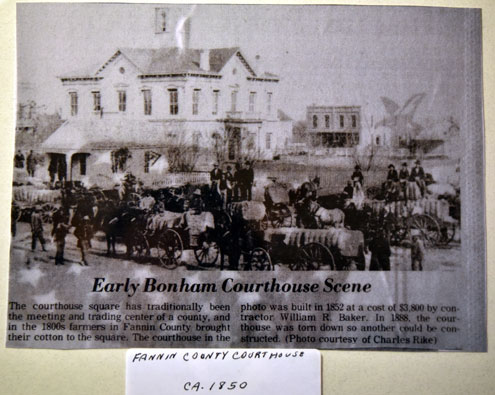 Early Bonham Courthouse Scene
The courthouse square has traditionally been
the meeting and trading center of a county, and
in the 1800s farmers in Fannin County brought
their cotton to the square. The courthouse in the
photo was built in 1852 at a cost of $3,800 by con-
tractor William R. Baker. In 1888, the cour-
thouse was torn down so another could be con-
structed. (Photo courtesy of Charles Rike)
FANNIN COUNTY COURTHOUSE
CA. 1850